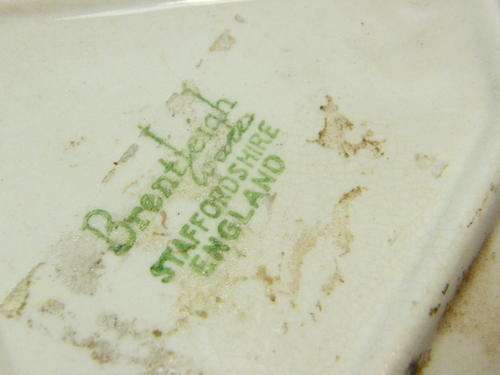 Brentleigh
Ware
STAFFORDSHIRE
ENGLAND